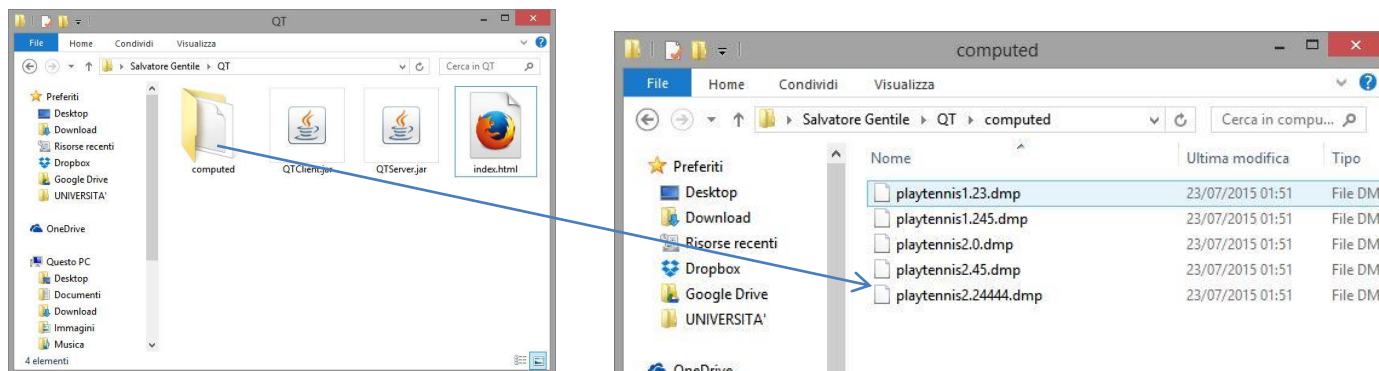 QT
File Home Condividi Visualizza
Salvatore Gentile QT
Cerca in QT
Preferiti
Desktop
Download
Risorse recenti
Dropbox
Google Drive
UNIVERSITA'
OneDrive
Questo PC
Desktop
Documenti
Download
Immagini
Musica
4 elementi
computed
QTClient.jar
QTServer.jar
index.html
computed
File Home Condividi Visualizza
Salvatore Gentile QT computed
Cerca in compu...
Preferiti
Desktop
Download
Risorse recenti
Dropbox
Google Drive
UNIVERSITA'
OneDrive
Nome Ultima modifica Tipo
playtennis1.23.dmp 23/07/2015 01:51 File DM
playtennis1.245.dmp 23/07/2015 01:51 File DM
playtennis2.0.dmp 23/07/2015 01:51 File DM
playtennis2.45.dmp 23/07/2015 01:51 File DM
playtennis2.24444.dmp 23/07/2015 01:51 File DM